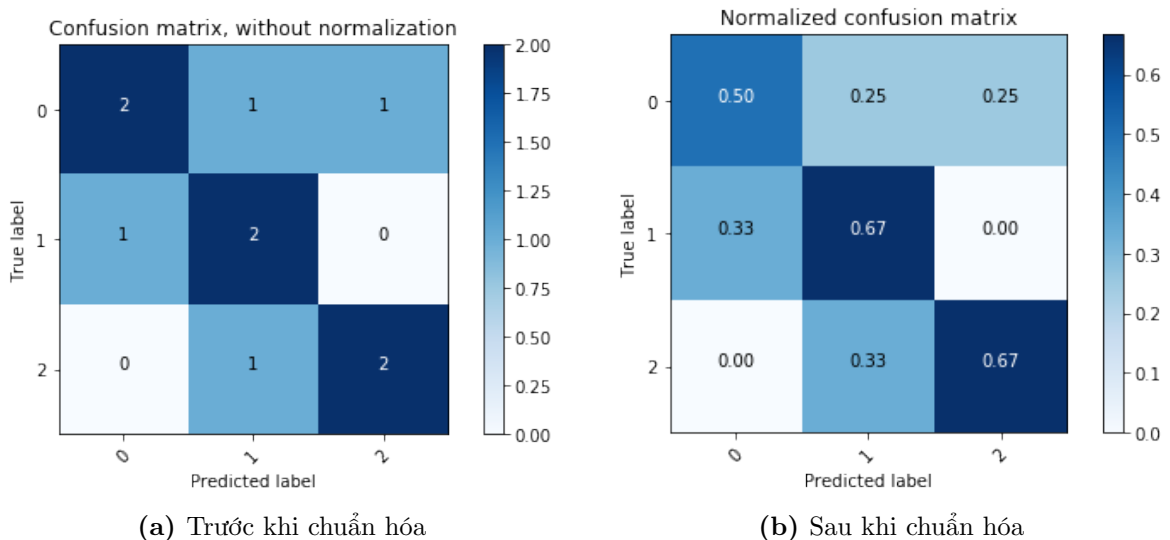 Confusion matrix, without normalization
2 1 1
1 2 0
0 1 2
0
1
2
True label
0 1 2
Predicted label
2.00
1.75
1.50
1.25
1.00
0.75
0.50
0.25
0.00
(a) Trước khi chuẩn hóa
Normalized confusion matrix
0.50 0.25 0.25
0.33 0.67 0.00
0.00 0.33 0.67
0
1
2
True label
0 1 2
Predicted label
0.6
0.5
0.4
0.3
0.2
0.1
0.0
(b) Sau khi chuẩn hóa